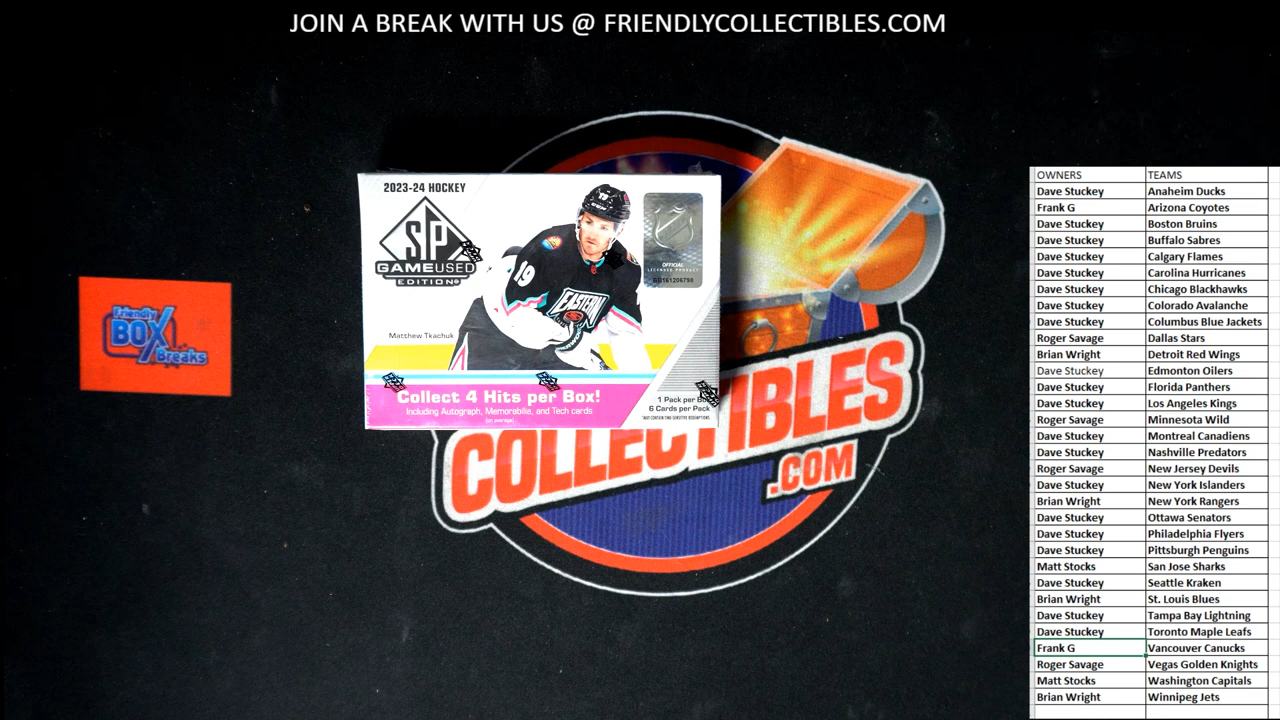 JOIN A BREAK WITH US @ FRIENDLYCOLLECTIBLES.COM
2023-24 HOCKEY
SP
GAMEUSED
EDITION
19
EASTERN
OFFICIAL
LICENSED PRODUCT
Matthew Tkachuk
Collect 4 Hits per Box!
Including Autograph, Memorabilia, and Tech cards
(on average)
1 Pack per Bo
6 Cards per Pack
Friendly
BOX
Breaks
COLLECTIBLES
.COM
OWNERS TEAMS
Dave Stuckey Anaheim Ducks
Frank G Arizona Coyotes
Dave Stuckey Boston Bruins
Dave Stuckey Buffalo Sabres
Dave Stuckey Calgary Flames
Dave Stuckey Carolina Hurricanes
Dave Stuckey Chicago Blackhawks
Dave Stuckey Colorado Avalanche
Dave Stuckey Columbus Blue Jackets
Roger Savage Dallas Stars
Brian Wright Detroit Red Wings
Dave Stuckey Edmonton Oilers
Dave Stuckey Florida Panthers
Dave Stuckey Los Angeles Kings
Roger Savage Minnesota Wild
Dave Stuckey Montreal Canadiens
Dave Stuckey Nashville Predators
Roger Savage New Jersey Devils
Dave Stuckey New York Islanders
Brian Wright New York Rangers
Dave Stuckey Ottawa Senators
Dave Stuckey Philadelphia Flyers
Dave Stuckey Pittsburgh Penguins
Matt Stocks San Jose Sharks
Dave Stuckey Seattle Kraken
Brian Wright St. Louis Blues
Dave Stuckey Tampa Bay Lightning
Dave Stuckey Toronto Maple Leafs
Frank G Vancouver Canucks
Roger Savage Vegas Golden Knights
Matt Stocks Washington Capitals
Brian Wright Winnipeg Jets